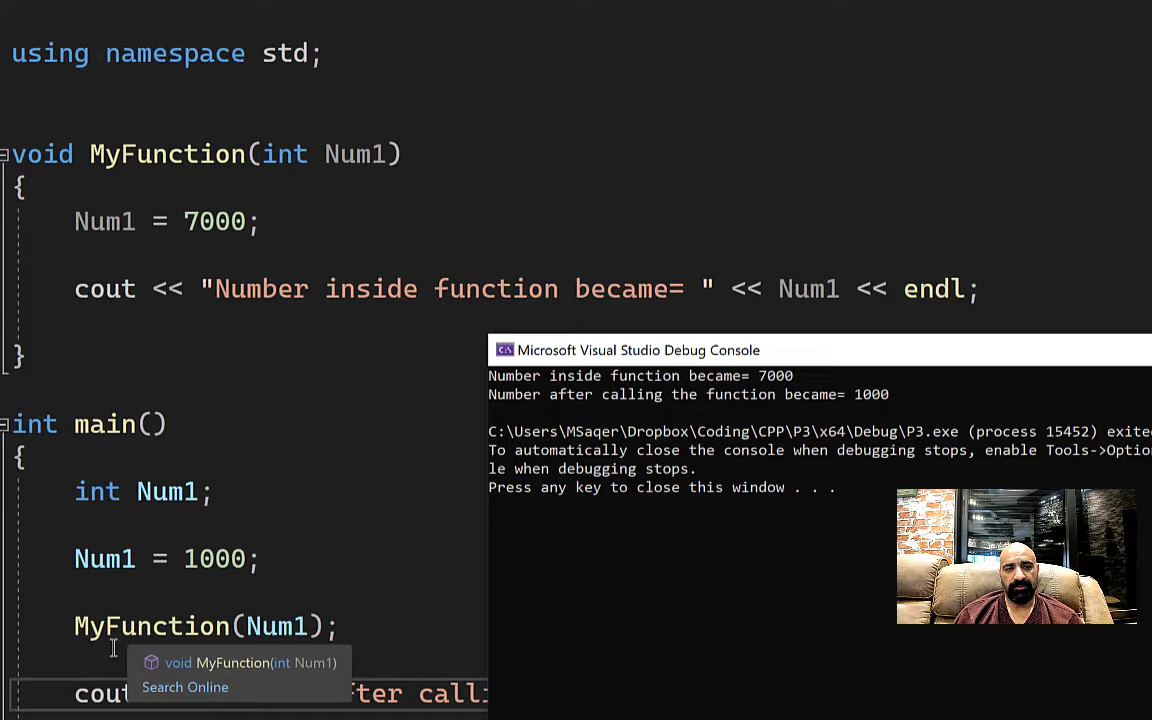 using namespace std;
void MyFunction(int Num1)
{
Num1 = 7000;
cout << "Number inside function became= " << Num1 << endl;
}
int main()
{
int Num1;
Num1 = 1000;
MyFunction(Num1);
void MyFunction(int Num1)
Search Online
cout
ter calli
Microsoft Visual Studio Debug Console
Number inside function became= 7000
Number after calling the function became= 1000
C:\Users\MSaqer\Dropbox\Coding\CPP\P3\x64\Debug\P3.exe (process 15452) exite
To automatically close the console when debugging stops, enable Tools->Optio
le when debugging stops.
Press any key to close this window . . .